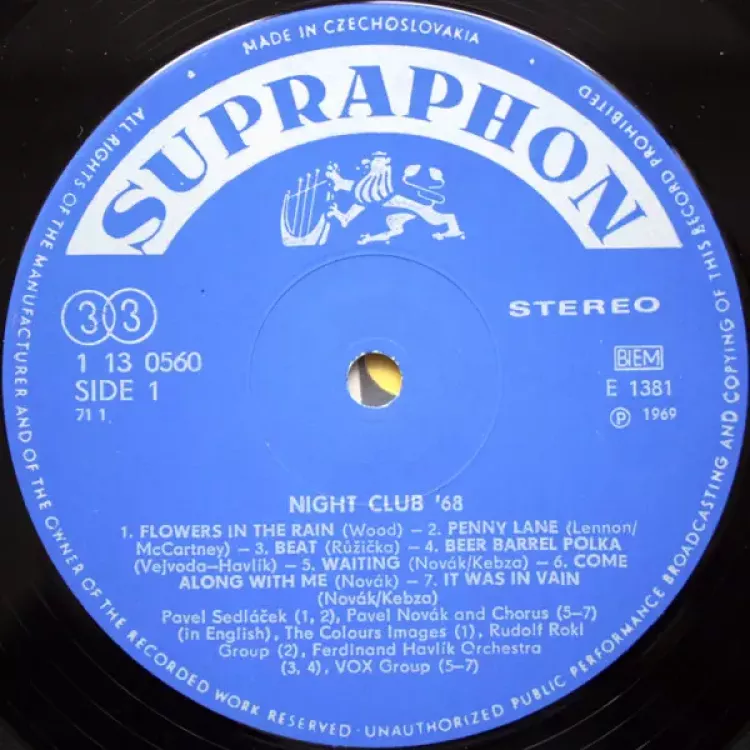 MADE IN CZECHOSLOVAKIA
SUPRAPHON
33
STEREO
1 13 0560
SIDE 1
71 1
BIEM
E 1381
Ⓟ 1969
NIGHT CLUB '68
1. FLOWERS IN THE RAIN (Wood) – 2. PENNY LANE (Lennon/
McCartney) – 3. BEAT (Růžička) – 4. BEER BARREL POLKA
(Vejvoda–Havlík) – 5. WAITING (Novák/Kebza) – 6. COME
ALONG WITH ME (Novák) – 7. IT WAS IN VAIN
(Novák/Kebza)
Pavel Sedláček (1, 2), Pavel Novák and Chorus (5–7)
(in English), The Colours Images (1), Rudolf Rokl
Group (2), Ferdinand Havlík Orchestra
(3, 4), VOX Group (5–7)
ALL RIGHTS OF THE MANUFACTURER AND OF THE OWNER OF THE RECORDED WORK RESERVED · UNAUTHORIZED PUBLIC PERFORMANCE BROADCASTING AND COPYING OF THIS RECORD PROHIBITED